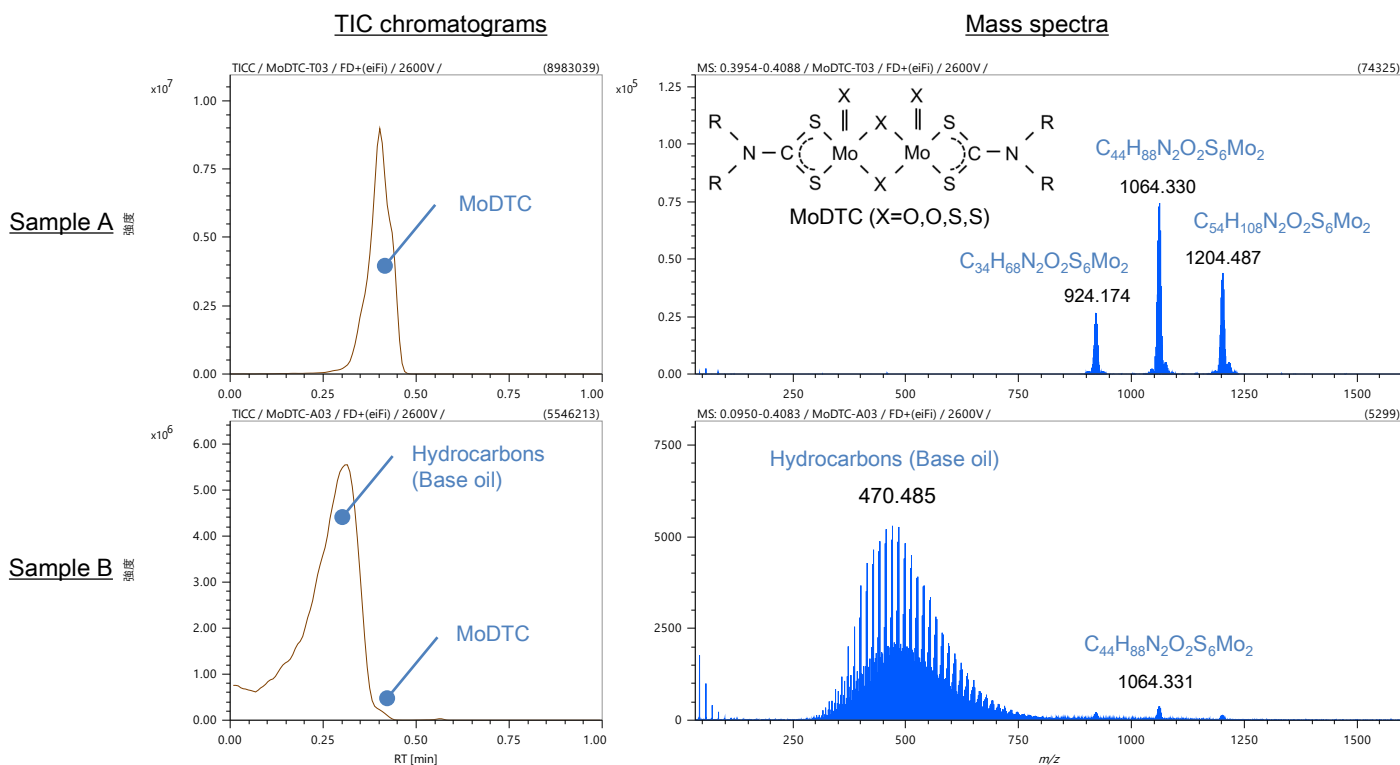 TIC chromatograms
Mass spectra
Sample A
TICC / MoDTC-T03 / FD+(eiFi) / 2600V / (8983039)
x10⁷
強度
1.00
0.75
0.50
0.25
0.00
0.00 0.25 0.50 1.00
MoDTC
MS: 0.3954-0.4088 / MoDTC-T03 / FD+(eiFi) / 2600V / (74325)
x10⁵
1.25
1.00
0.75
0.50
0.25
0.00
250 500 750 1000 1250 1500
X X
R S X S R
N C Mo Mo C N
R S X S R
MoDTC (X=O,O,S,S)
C₃₄H₆₈N₂O₂S₆Mo₂
924.174
C₄₄H₈₈N₂O₂S₆Mo₂
1064.330
C₅₄H₁₀₈N₂O₂S₆Mo₂
1204.487
Sample B
TICC / MoDTC-A03 / FD+(eiFi) / 2600V / (5546213)
x10⁶
強度
6.00
5.00
4.00
3.00
2.00
1.00
0.00
0.00 0.25 0.50 1.00
RT [min]
Hydrocarbons
(Base oil)
MoDTC
MS: 0.0950-0.4083 / MoDTC-A03 / FD+(eiFi) / 2600V / (5299)
7500
5000
2500
0
250 500 750 1000 1250 1500
m/z
Hydrocarbons (Base oil)
470.485
C₄₄H₈₈N₂O₂S₆Mo₂
1064.331